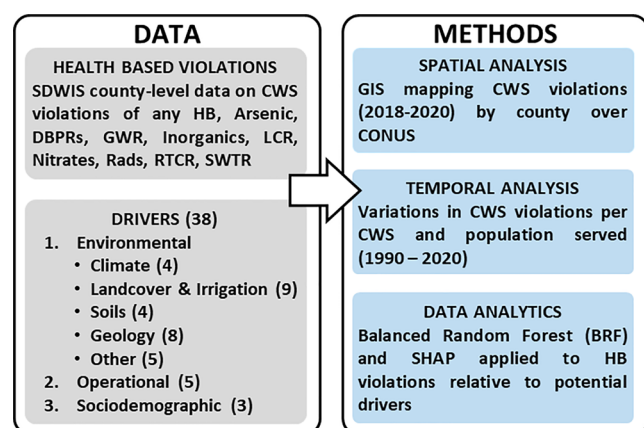 DATA
HEALTH BASED VIOLATIONS
SDWIS county-level data on CWS
violations of any HB, Arsenic,
DBPRs, GWR, Inorganics, LCR,
Nitrates, Rads, RTCR, SWTR
DRIVERS (38)
1. Environmental
• Climate (4)
• Landcover & Irrigation (9)
• Soils (4)
• Geology (8)
• Other (5)
2. Operational (5)
3. Sociodemographic (3)
METHODS
SPATIAL ANALYSIS
GIS mapping CWS violations
(2018-2020) by county over
CONUS
TEMPORAL ANALYSIS
Variations in CWS violations per
CWS and population served
(1990 – 2020)
DATA ANALYTICS
Balanced Random Forest (BRF)
and SHAP applied to HB
violations relative to potential
drivers